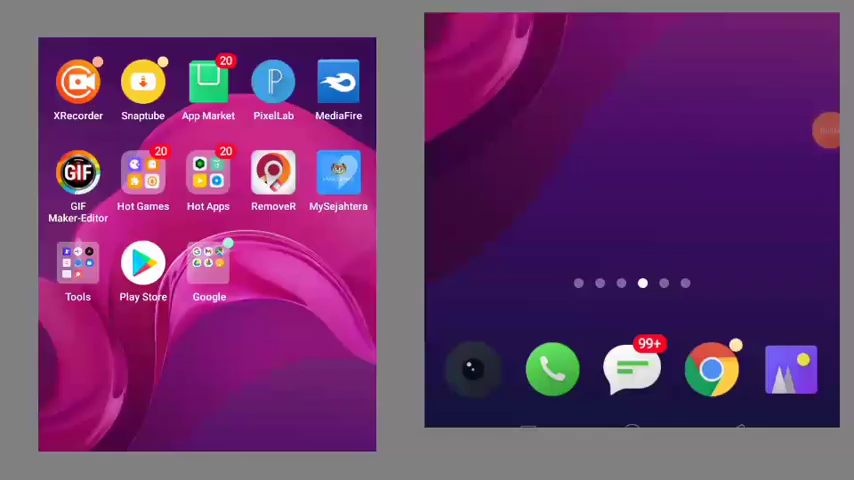 20
XRecorder Snaptube App Market PixelLab MediaFire
GIF 20 20
GIF Hot Games Hot Apps RemoveR MySejahtera
Maker-Editor
Tools Play Store Google
99+